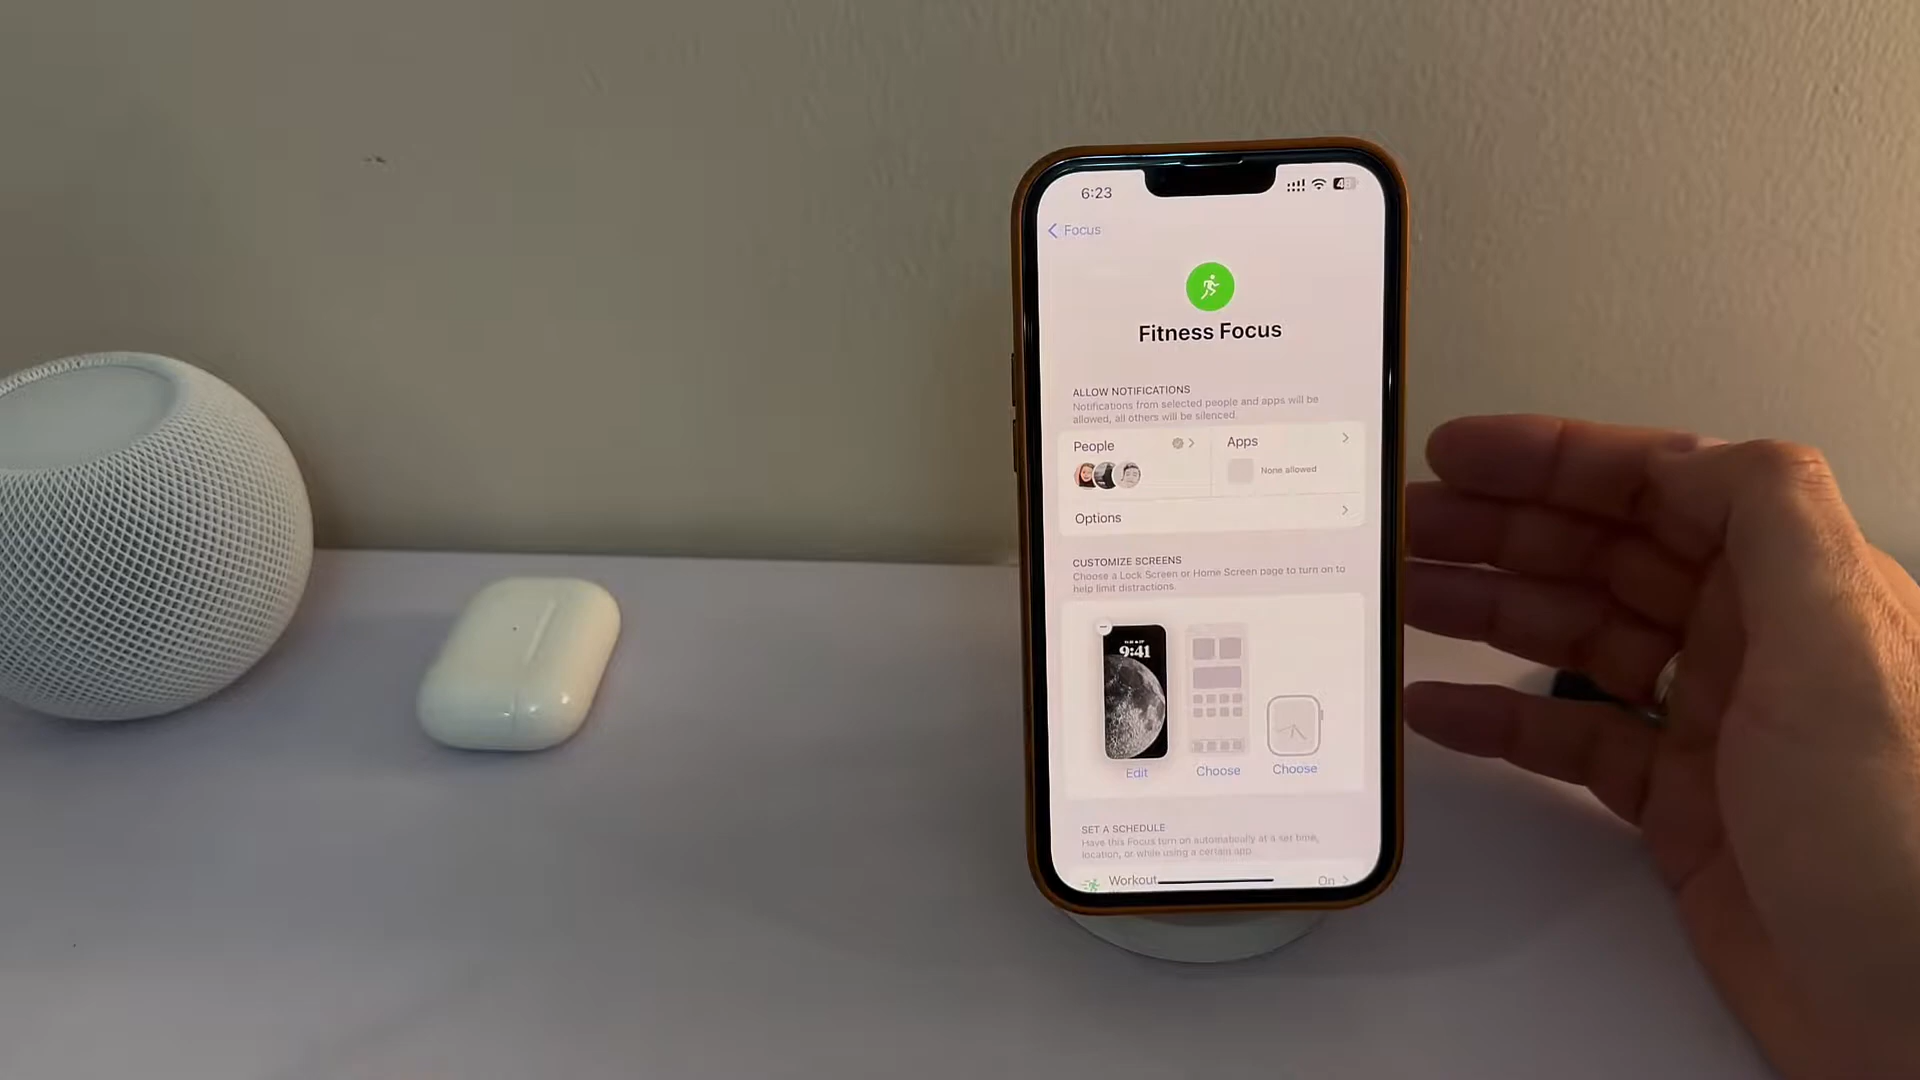 6:23
Focus
Fitness Focus
ALLOW NOTIFICATIONS
Notifications from selected people and apps will be
allowed, all others will be silenced.
People
Apps
None allowed
Options
CUSTOMIZE SCREENS
Choose a Lock Screen or Home Screen page to turn on to
help limit distractions.
9:41
Edit
Choose
Choose
SET A SCHEDULE
Have this Focus turn on automatically at a set time,
location, or while using a certain app.
Workout
On